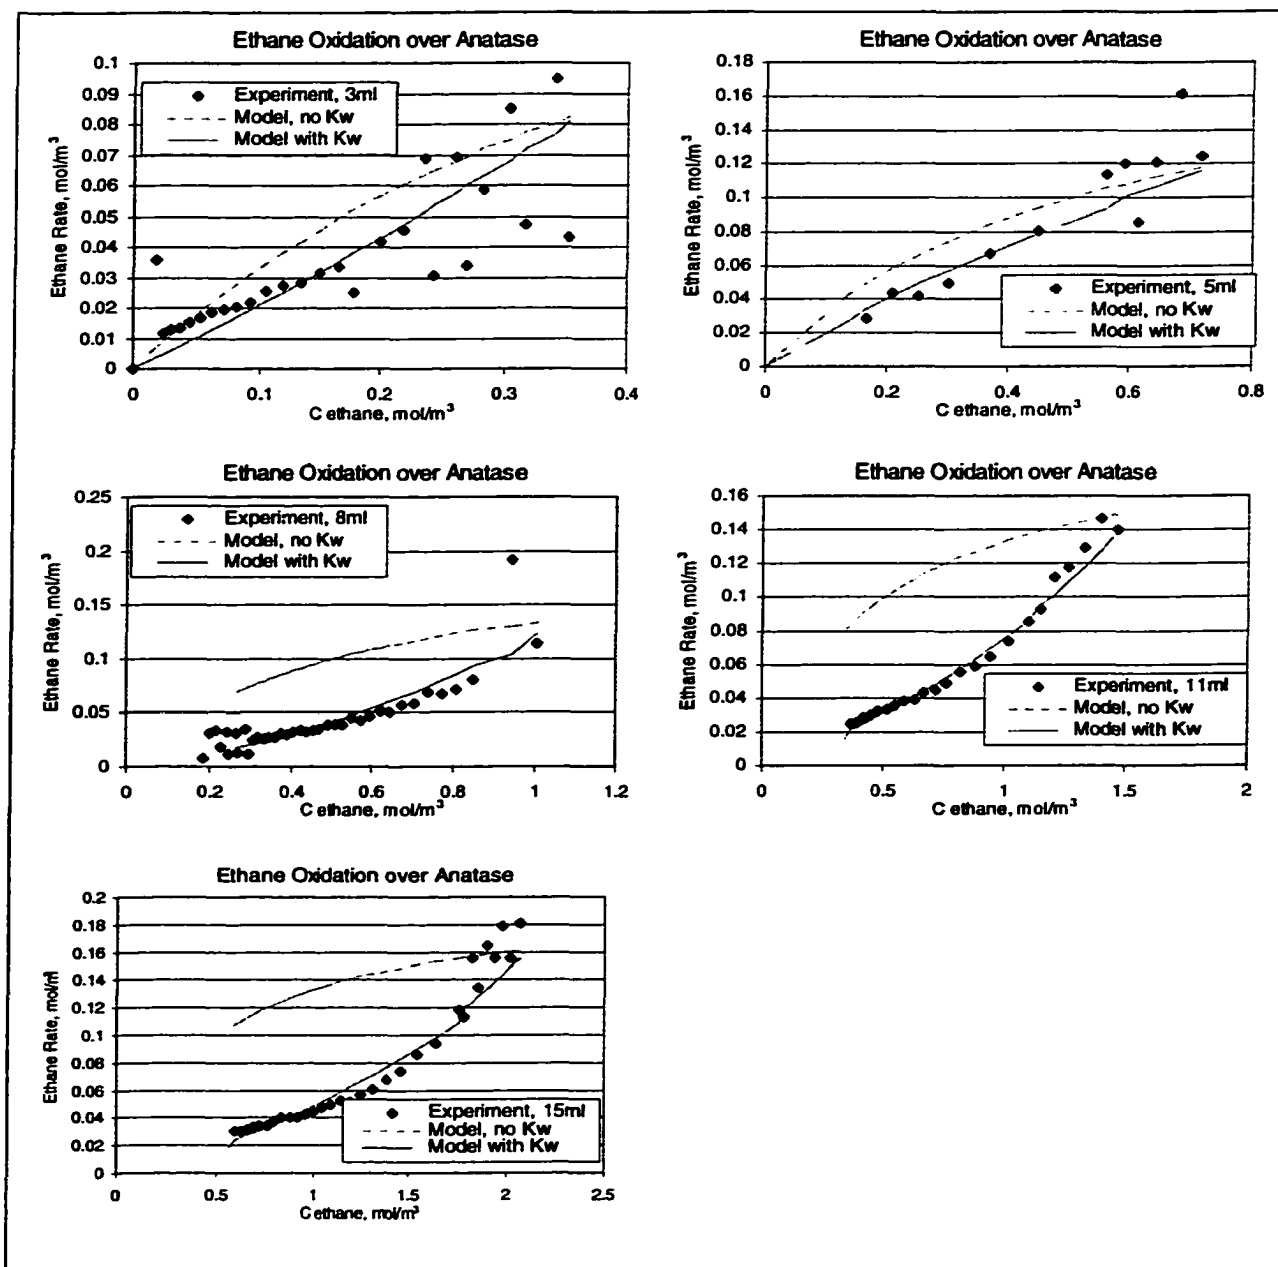 Ethane Oxidation over Anatase
0.1
0.09
0.08
0.07
0.06
0.05
0.04
0.03
0.02
0.01
0
Ethane Rate, mol/m³
Experiment, 3ml
Model, no Kw
Model with Kw
0 0.1 0.2 0.3 0.4
C ethane, mol/m³
Ethane Oxidation over Anatase
0.18
0.16
0.14
0.12
0.1
0.08
0.06
0.04
0.02
0
Ethane Rate, mol/m³
Experiment, 5ml
Model, no Kw
Model with Kw
0 0.2 0.4 0.6 0.8
C ethane, mol/m³
Ethane Oxidation over Anatase
0.25
0.2
0.15
0.1
0.05
0
Ethane Rate, mol/m³
Experiment, 8ml
Model, no Kw
Model with Kw
0 0.2 0.4 0.6 0.8 1 1.2
C ethane, mol/m³
Ethane Oxidation over Anatase
0.16
0.14
0.12
0.1
0.08
0.06
0.04
0.02
0
Ethane Rate, mol/m³
Experiment, 11ml
Model, no Kw
Model with Kw
0 0.5 1 1.5 2
C ethane, mol/m³
Ethane Oxidation over Anatase
0.2
0.18
0.16
0.14
0.12
0.1
0.08
0.06
0.04
0.02
0
Ethane Rate, mol/m³
Experiment, 15ml
Model, no Kw
Model with Kw
0 0.5 1 1.5 2 2.5
C ethane, mol/m³